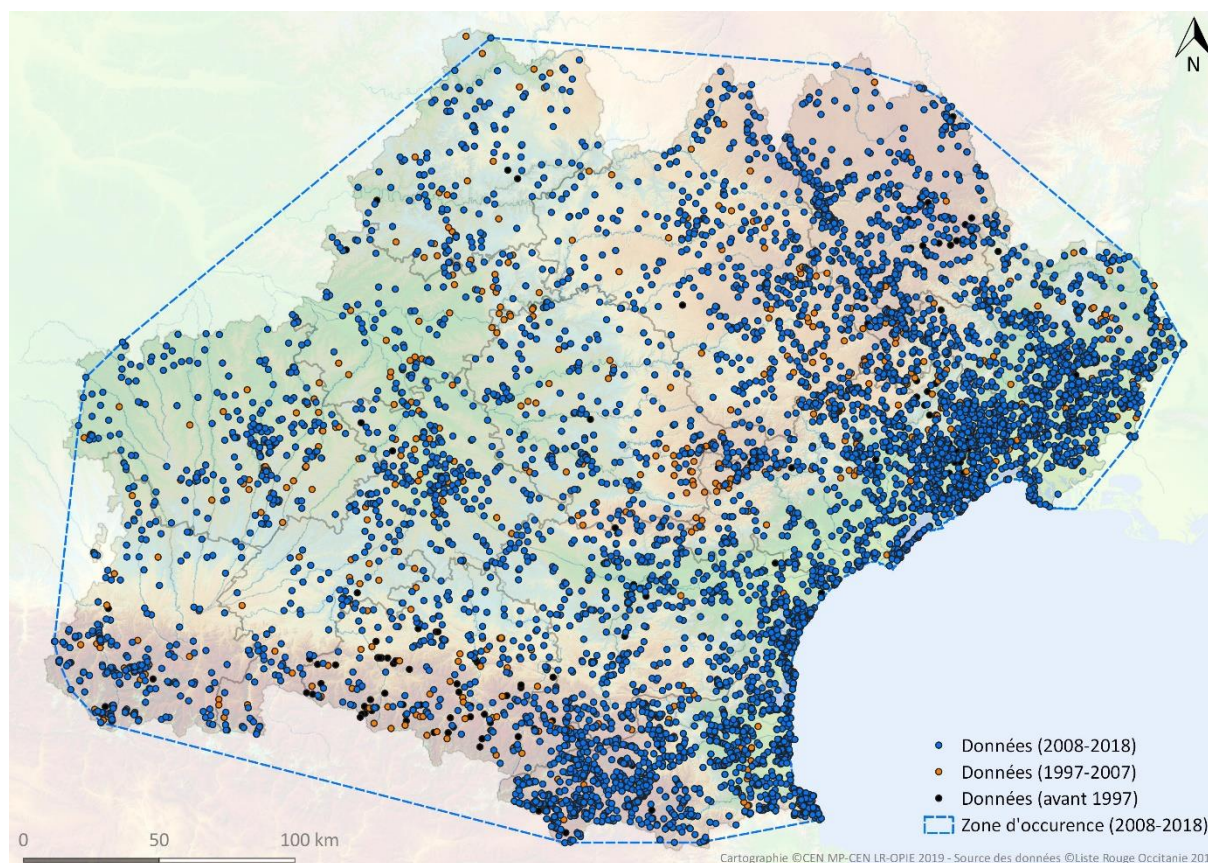 N
Données (2008-2018)
Données (1997-2007)
Données (avant 1997)
Zone d'occurence (2008-2018)
0 50 100 km
Cartographie ©CEN MP-CEN LR-OPIE 2019 - Source des données ©Liste Rouge Occitanie 201